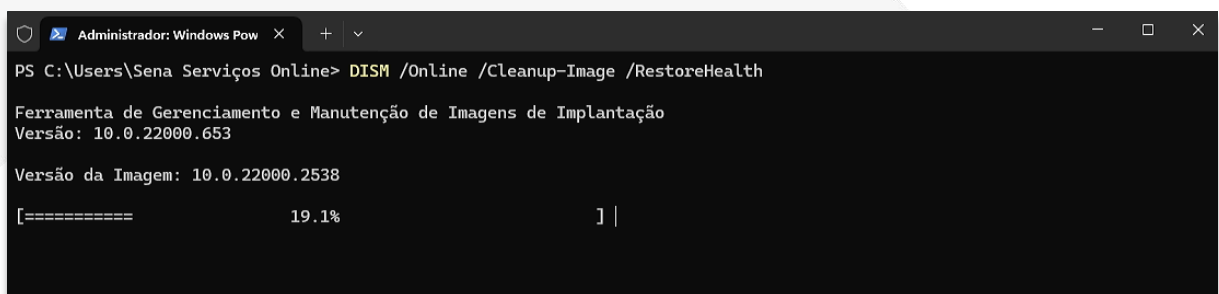 Administrador: Windows Pow
PS C:\Users\Sena Serviços Online> DISM /Online /Cleanup-Image /RestoreHealth
Ferramenta de Gerenciamento e Manutenção de Imagens de Implantação
Versão: 10.0.22000.653
Versão da Imagem: 10.0.22000.2538
[=========== 19.1% ]